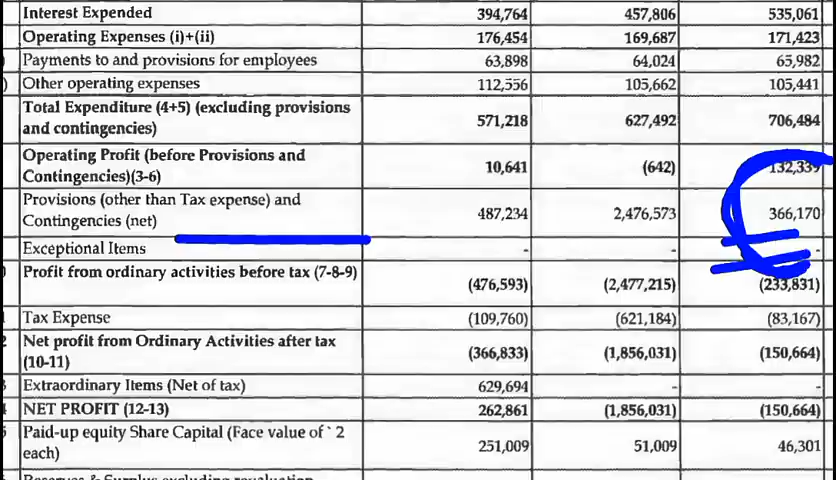 Interest Expended 394,764 457,806 535,061
Operating Expenses (i)+(ii) 176,454 169,687 171,423
Payments to and provisions for employees 63,898 64,024 65,982
) Other operating expenses 112,556 105,662 105,441
Total Expenditure (4+5) (excluding provisions
and contingencies) 571,218 627,492 706,484
Operating Profit (before Provisions and
Contingencies)(3-6) 10,641 (642) 132,339
Provisions (other than Tax expense) and
Contingencies (net) 487,234 2,476,573 366,170
Exceptional Items - - -
Profit from ordinary activities before tax (7-8-9)
(476,593) (2,477,215) (233,831)
Tax Expense (109,760) (621,184) (83,167)
Net profit from Ordinary Activities after tax
(10-11) (366,833) (1,856,031) (150,664)
Extraordinary Items (Net of tax) 629,694 - -
NET PROFIT (12-13) 262,861 (1,856,031) (150,664)
Paid-up equity Share Capital (Face value of ` 2
each) 251,009 51,009 46,301